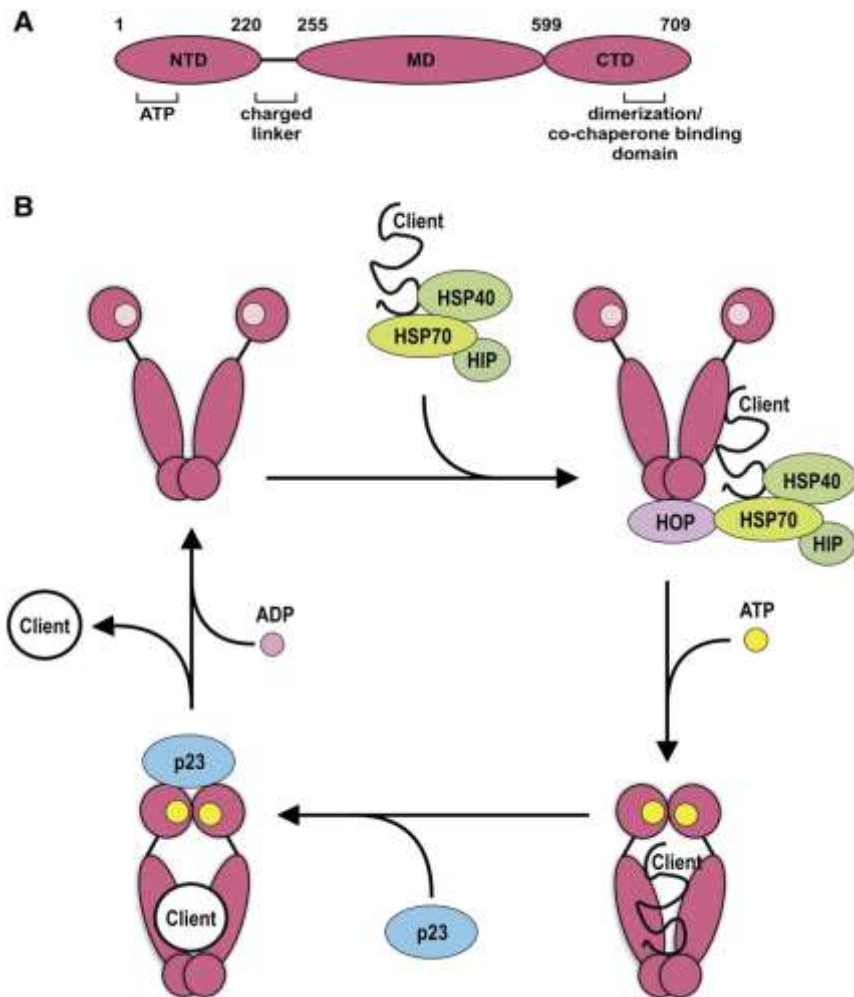 A
1 220 255 599 709
NTD MD CTD
ATP
charged
linker
dimerization/
co-chaperone binding
domain
B
Client
HSP40
HSP70
HIP
Client
HSP40
HOP
HSP70
HIP
Client
ADP
ATP
p23
Client
Client
p23